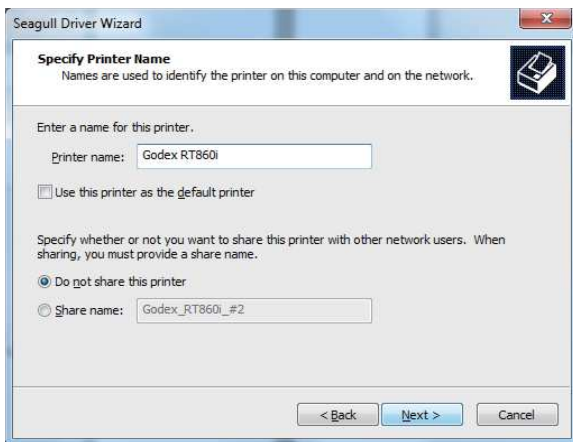 Seagull Driver Wizard
Specify Printer Name
Names are used to identify the printer on this computer and on the network.
Enter a name for this printer.
Printer name: Godex RT860i
Use this printer as the default printer
Specify whether or not you want to share this printer with other network users. When
sharing, you must provide a share name.
Do not share this printer
Share name: Godex_RT860i_#2
< Back Next > Cancel